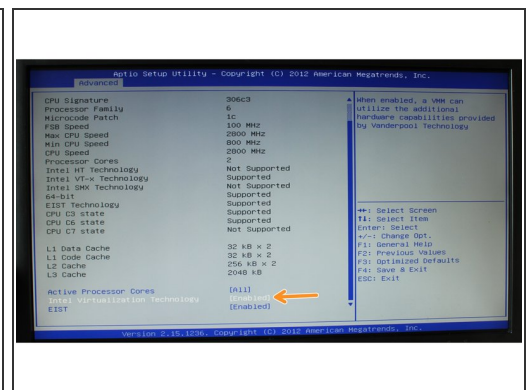 Aptio Setup Utility - Copyright (C) 2012 American Megatrends, Inc.
Advanced
CPU Signature 306c3
Processor Family 6
Microcode Patch 1c
FSB Speed 100 MHz
Max CPU Speed 2800 MHz
Min CPU Speed 800 MHz
CPU Speed 2800 MHz
Processor Cores 2
Intel HT Technology Not Supported
Intel VT-x Technology Supported
Intel SMX Technology Not Supported
64-bit Supported
EIST Technology Supported
CPU C3 state Supported
CPU C6 state Supported
CPU C7 state Not Supported
L1 Data Cache 32 kB x 2
L1 Code Cache 32 kB x 2
L2 Cache 256 kB x 2
L3 Cache 2048 kB
Active Processor Cores [All]
Intel Virtualization Technology [Enabled]
EIST [Enabled]
When enabled, a VMM can
utilize the additional
hardware capabilities provided
by Vanderpool Technology
→←: Select Screen
↑↓: Select Item
Enter: Select
+/-: Change Opt.
F1: General Help
F2: Previous Values
F3: Optimized Defaults
F4: Save & Exit
ESC: Exit
Version 2.15.1236. Copyright (C) 2012 American Megatrends, Inc.